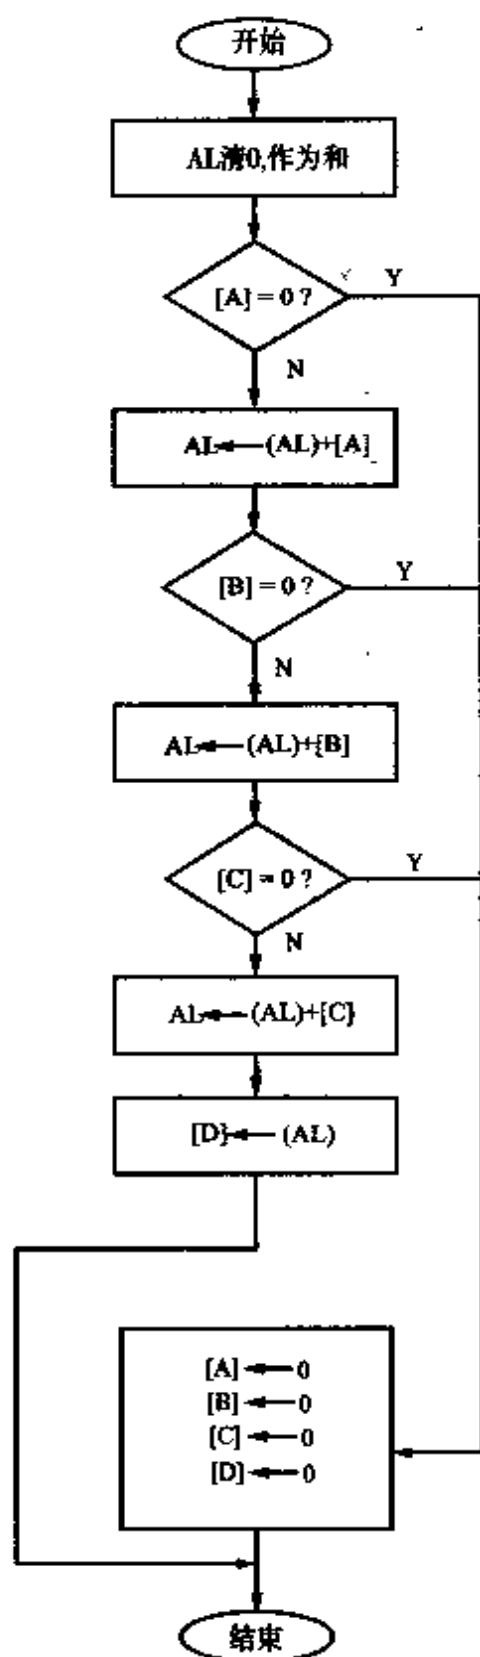 开始
AL清0,作为和
[A] = 0 ?
Y
N
AL←(AL)+[A]
[B] = 0 ?
Y
N
AL←(AL)+[B]
[C] = 0 ?
Y
N
AL←(AL)+[C}
[D}←(AL)
[A]←0
[B]←0
[C]←0
[D]←0
结束